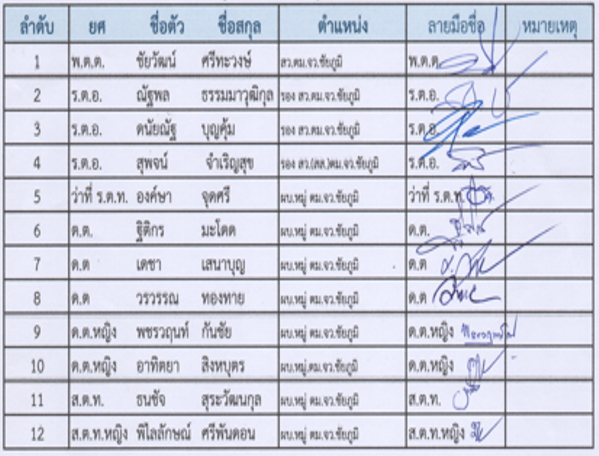 ลำดับ ยศ ชื่อตัว ชื่อสกุล ตำแหน่ง ลายมือชื่อ หมายเหตุ
1 พ.ต.ต. ชัยวัฒน์ ศรีทะวงษ์ สว.ตม.จว.ชัยภูมิ พ.ต.ต.
2 ร.ต.อ. ณัฐพล ธรรมมาวุฒิกุล รอง สว.ตม.จว.ชัยภูมิ ร.ต.อ.
3 ร.ต.อ. ดนัยณัฐ บุญคุ้ม รอง สว.ตม.จว.ชัยภูมิ ร.ต.อ.
4 ร.ต.อ. สุพจน์ จำเริญสุข รอง สว.(สส.)ตม.จว.ชัยภูมิ ร.ต.อ.
5 ว่าที่ ร.ต.ท. องค์ษา จุดศรี ผบ.หมู่ ตม.จว.ชัยภูมิ ว่าที่ ร.ต.ท.
6 ด.ต. ฐิติกร มะโดด ผบ.หมู่ ตม.จว.ชัยภูมิ ด.ต.
7 ด.ต เดชา เสนาบุญ ผบ.หมู่ ตม.จว.ชัยภูมิ ด.ต
8 ด.ต วรวรรณ ทองทาย ผบ.หมู่ ตม.จว.ชัยภูมิ ด.ต
9 ด.ต.หญิง พชรวฤนท์ กันชัย ผบ.หมู่ ตม.จว.ชัยภูมิ ด.ต.หญิง
10 ด.ต.หญิง อาทิตยา สิงหบุตร ผบ.หมู่.ตม.จว.ชัยภูมิ ด.ต.หญิง
11 ส.ต.ท. ธนชัจ สุระวัฒนกุล ผบ.หมู่ ตม.จว.ชัยภูมิ ส.ต.ท.
12 ส.ต.ท.หญิง พิไลลักษณ์ ศรีพันดอน ผบ.หมู่ ตม.จว.ชัยภูมิ ส.ต.ท.หญิง